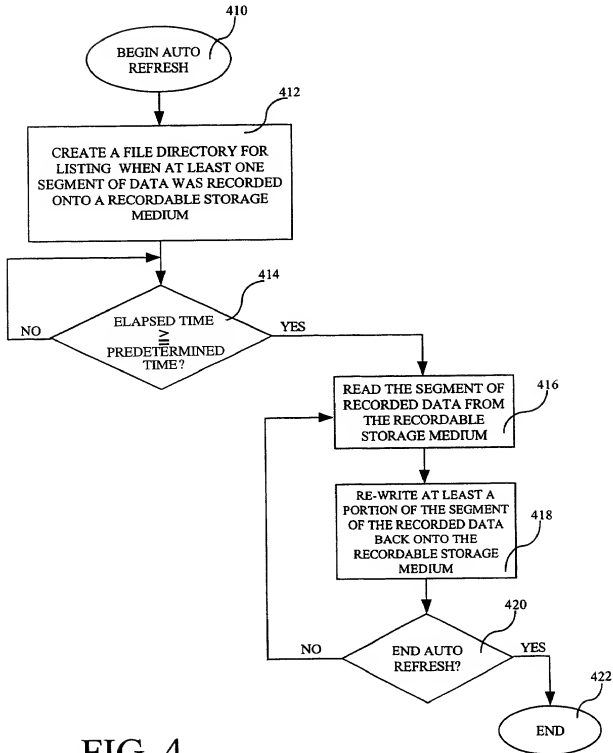 410
BEGIN AUTO
REFRESH
412
CREATE A FILE DIRECTORY FOR
LISTING WHEN AT LEAST ONE
SEGMENT OF DATA WAS RECORDED
ONTO A RECORDABLE STORAGE
MEDIUM
414
ELAPSED TIME
≧
PREDETERMINED
TIME?
NO
YES
READ THE SEGMENT OF
RECORDED DATA FROM
THE RECORDABLE
STORAGE MEDIUM
416
RE-WRITE AT LEAST A
PORTION OF THE SEGMENT
OF THE RECORDED DATA
BACK ONTO THE
RECORDABLE STORAGE
MEDIUM
418
420
END AUTO
REFRESH?
NO
YES
422
END
FIG. 4